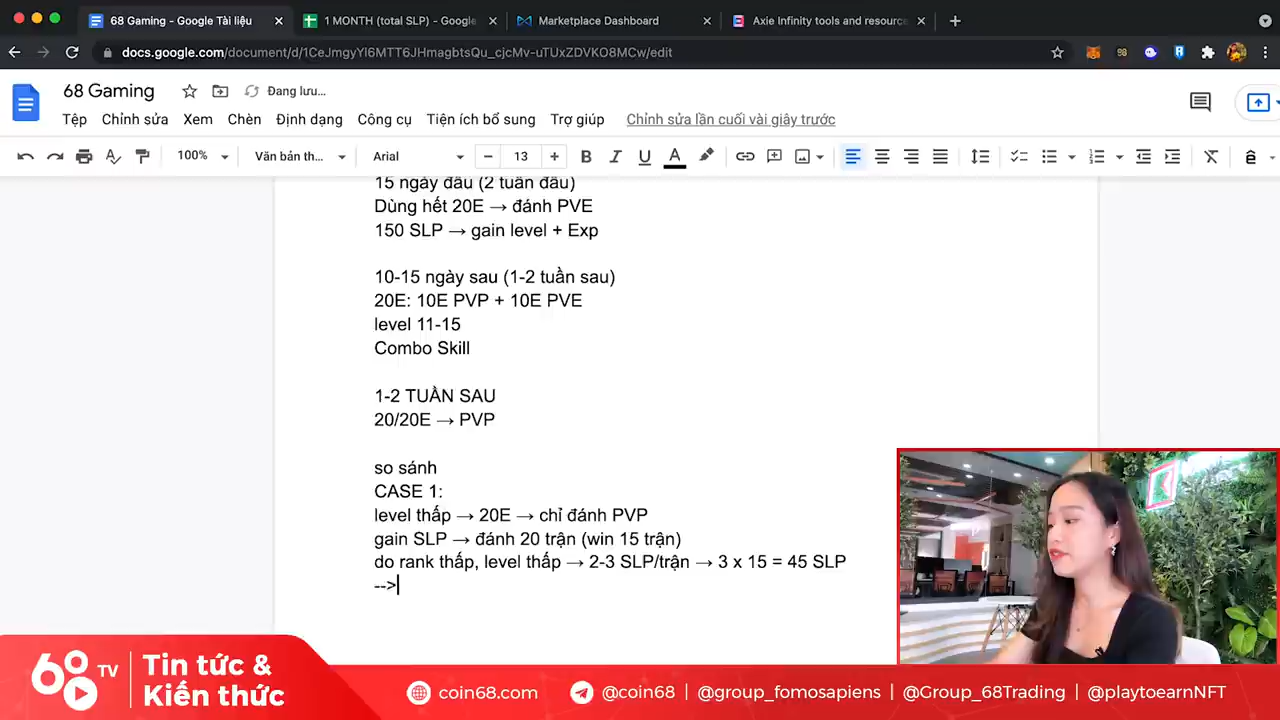 68 Gaming - Google Tài liệu
1 MONTH (total SLP) - Google
Marketplace Dashboard
Axie Infinity tools and resource
docs.google.com/document/d/1CeJmgyYl6MTT6JHmagbtsQu_cjcMv-uTUxZDVKO8MCw/edit
68 Gaming
Đang lưu...
Tệp Chỉnh sửa Xem Chèn Định dạng Công cụ Tiện ích bổ sung Trợ giúp Chỉnh sửa lần cuối vài giây trước
100% Văn bản th... Arial 13 B I U A
15 ngày đầu (2 tuần đầu)
Dùng hết 20E → đánh PVE
150 SLP → gain level + Exp
10-15 ngày sau (1-2 tuần sau)
20E: 10E PVP + 10E PVE
level 11-15
Combo Skill
1-2 TUẦN SAU
20/20E → PVP
so sánh
CASE 1:
level thấp → 20E → chỉ đánh PVP
gain SLP → đánh 20 trận (win 15 trận)
do rank thấp, level thấp → 2-3 SLP/trận → 3 x 15 = 45 SLP
-->
68 TV
Tin tức &
Kiến thức
coin68.com @coin68 | @group_fomosapiens | @Group_68Trading | @playtoearnNFT